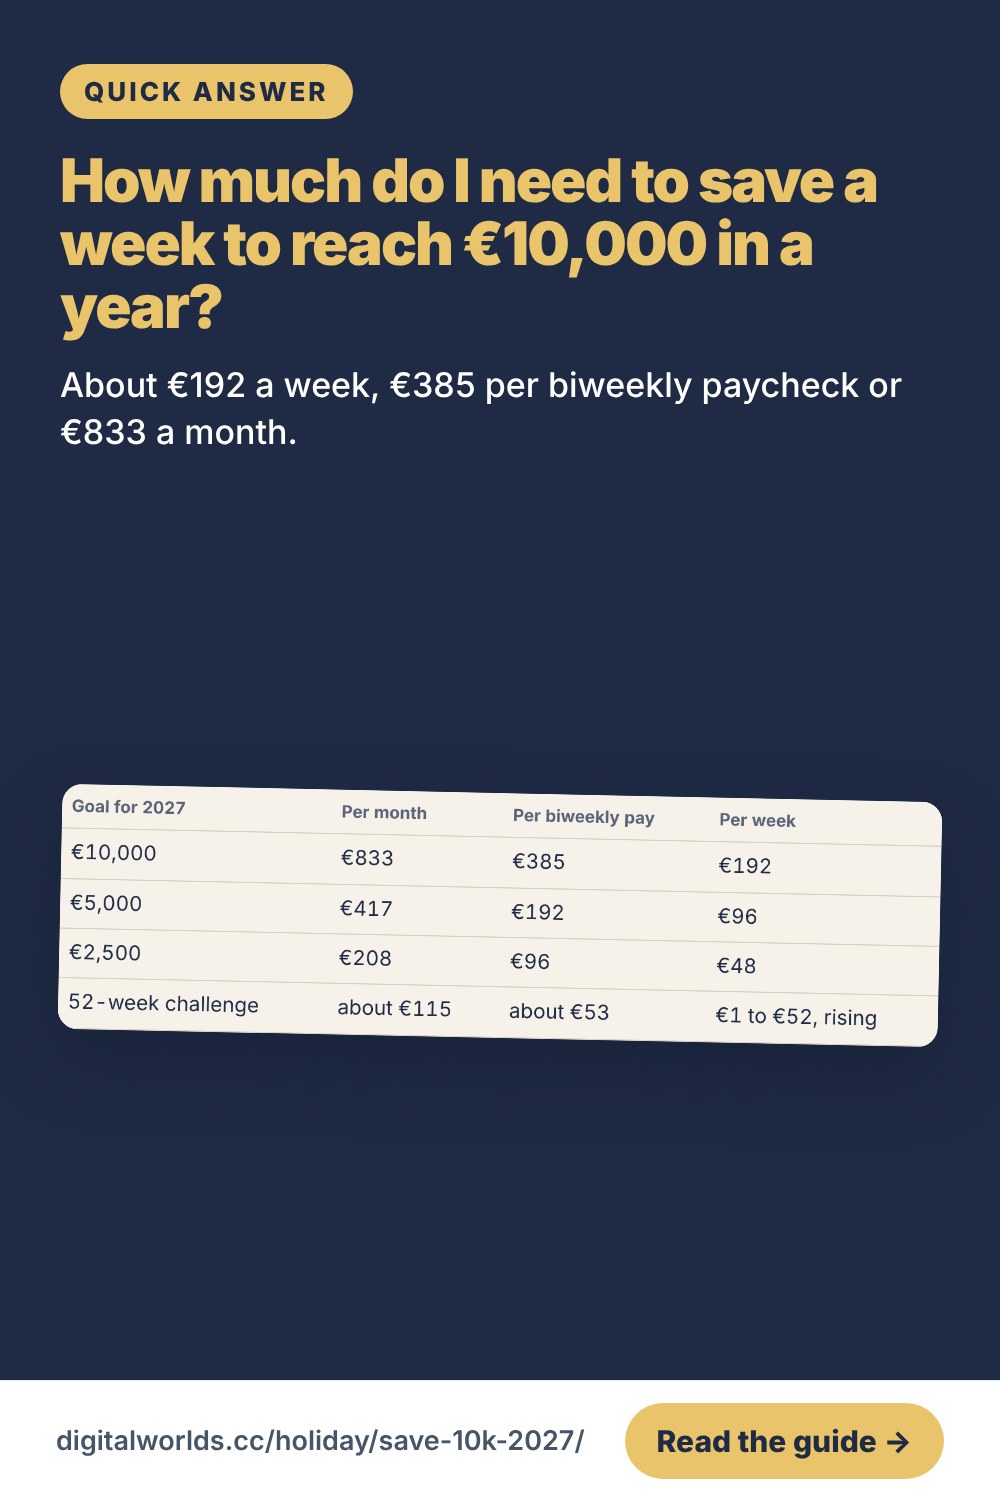 QUICK ANSWER
How much do I need to save a
week to reach €10,000 in a
year?
About €192 a week, €385 per biweekly paycheck or
€833 a month.
Goal for 2027 Per month Per biweekly pay Per week
€10,000 €833 €385 €192
€5,000 €417 €192 €96
€2,500 €208 €96 €48
52-week challenge about €115 about €53 €1 to €52, rising
digitalworlds.cc/holiday/save-10k-2027/ Read the guide →